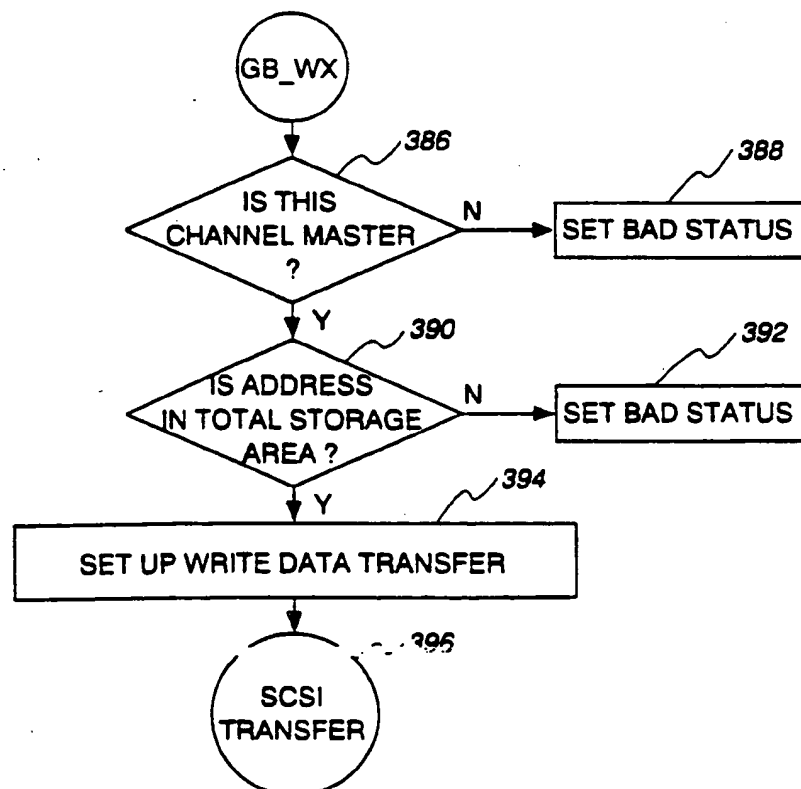 GB_WX
386
IS THIS
CHANNEL MASTER
?
N
388
SET BAD STATUS
Y
390
IS ADDRESS
IN TOTAL STORAGE
AREA ?
N
392
SET BAD STATUS
Y
394
SET UP WRITE DATA TRANSFER
396
SCSI
TRANSFER